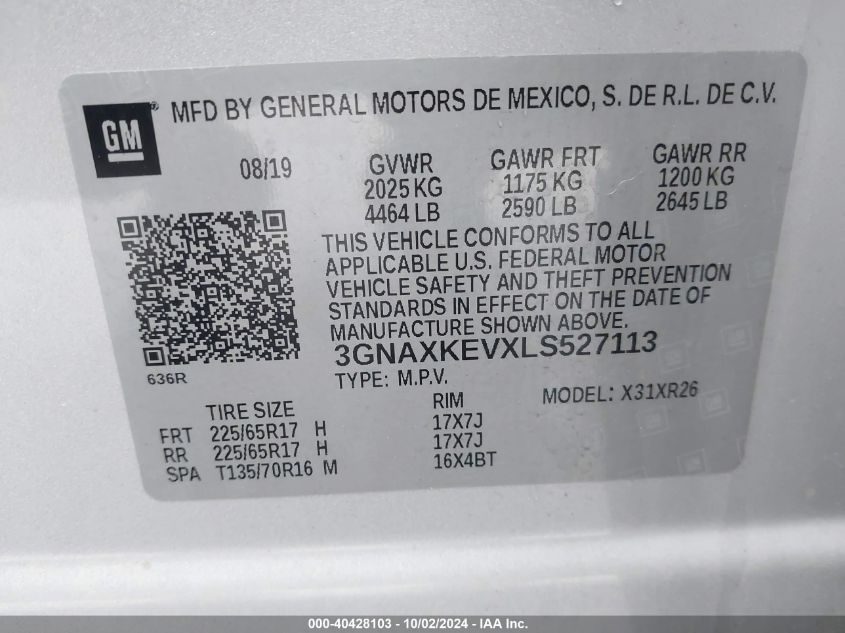 GM ® MFD BY GENERAL MOTORS DE MEXICO, S. DE R.L. DE C.V.
08/19 GVWR GAWR FRT GAWR RR
2025 KG 1175 KG 1200 KG
4464 LB 2590 LB 2645 LB
THIS VEHICLE CONFORMS TO ALL
APPLICABLE U.S. FEDERAL MOTOR
VEHICLE SAFETY AND THEFT PREVENTION
STANDARDS IN EFFECT ON THE DATE OF
MANUFACTURE SHOWN ABOVE.
3GNAXKEVXLS527113
636R TYPE: M.P.V. MODEL: X31XR26
TIRE SIZE RIM
FRT 225/65R17 H 17X7J
RR 225/65R17 H 17X7J
SPA T135/70R16 M 16X4BT
000-40428103 - 10/02/2024 - IAA Inc.